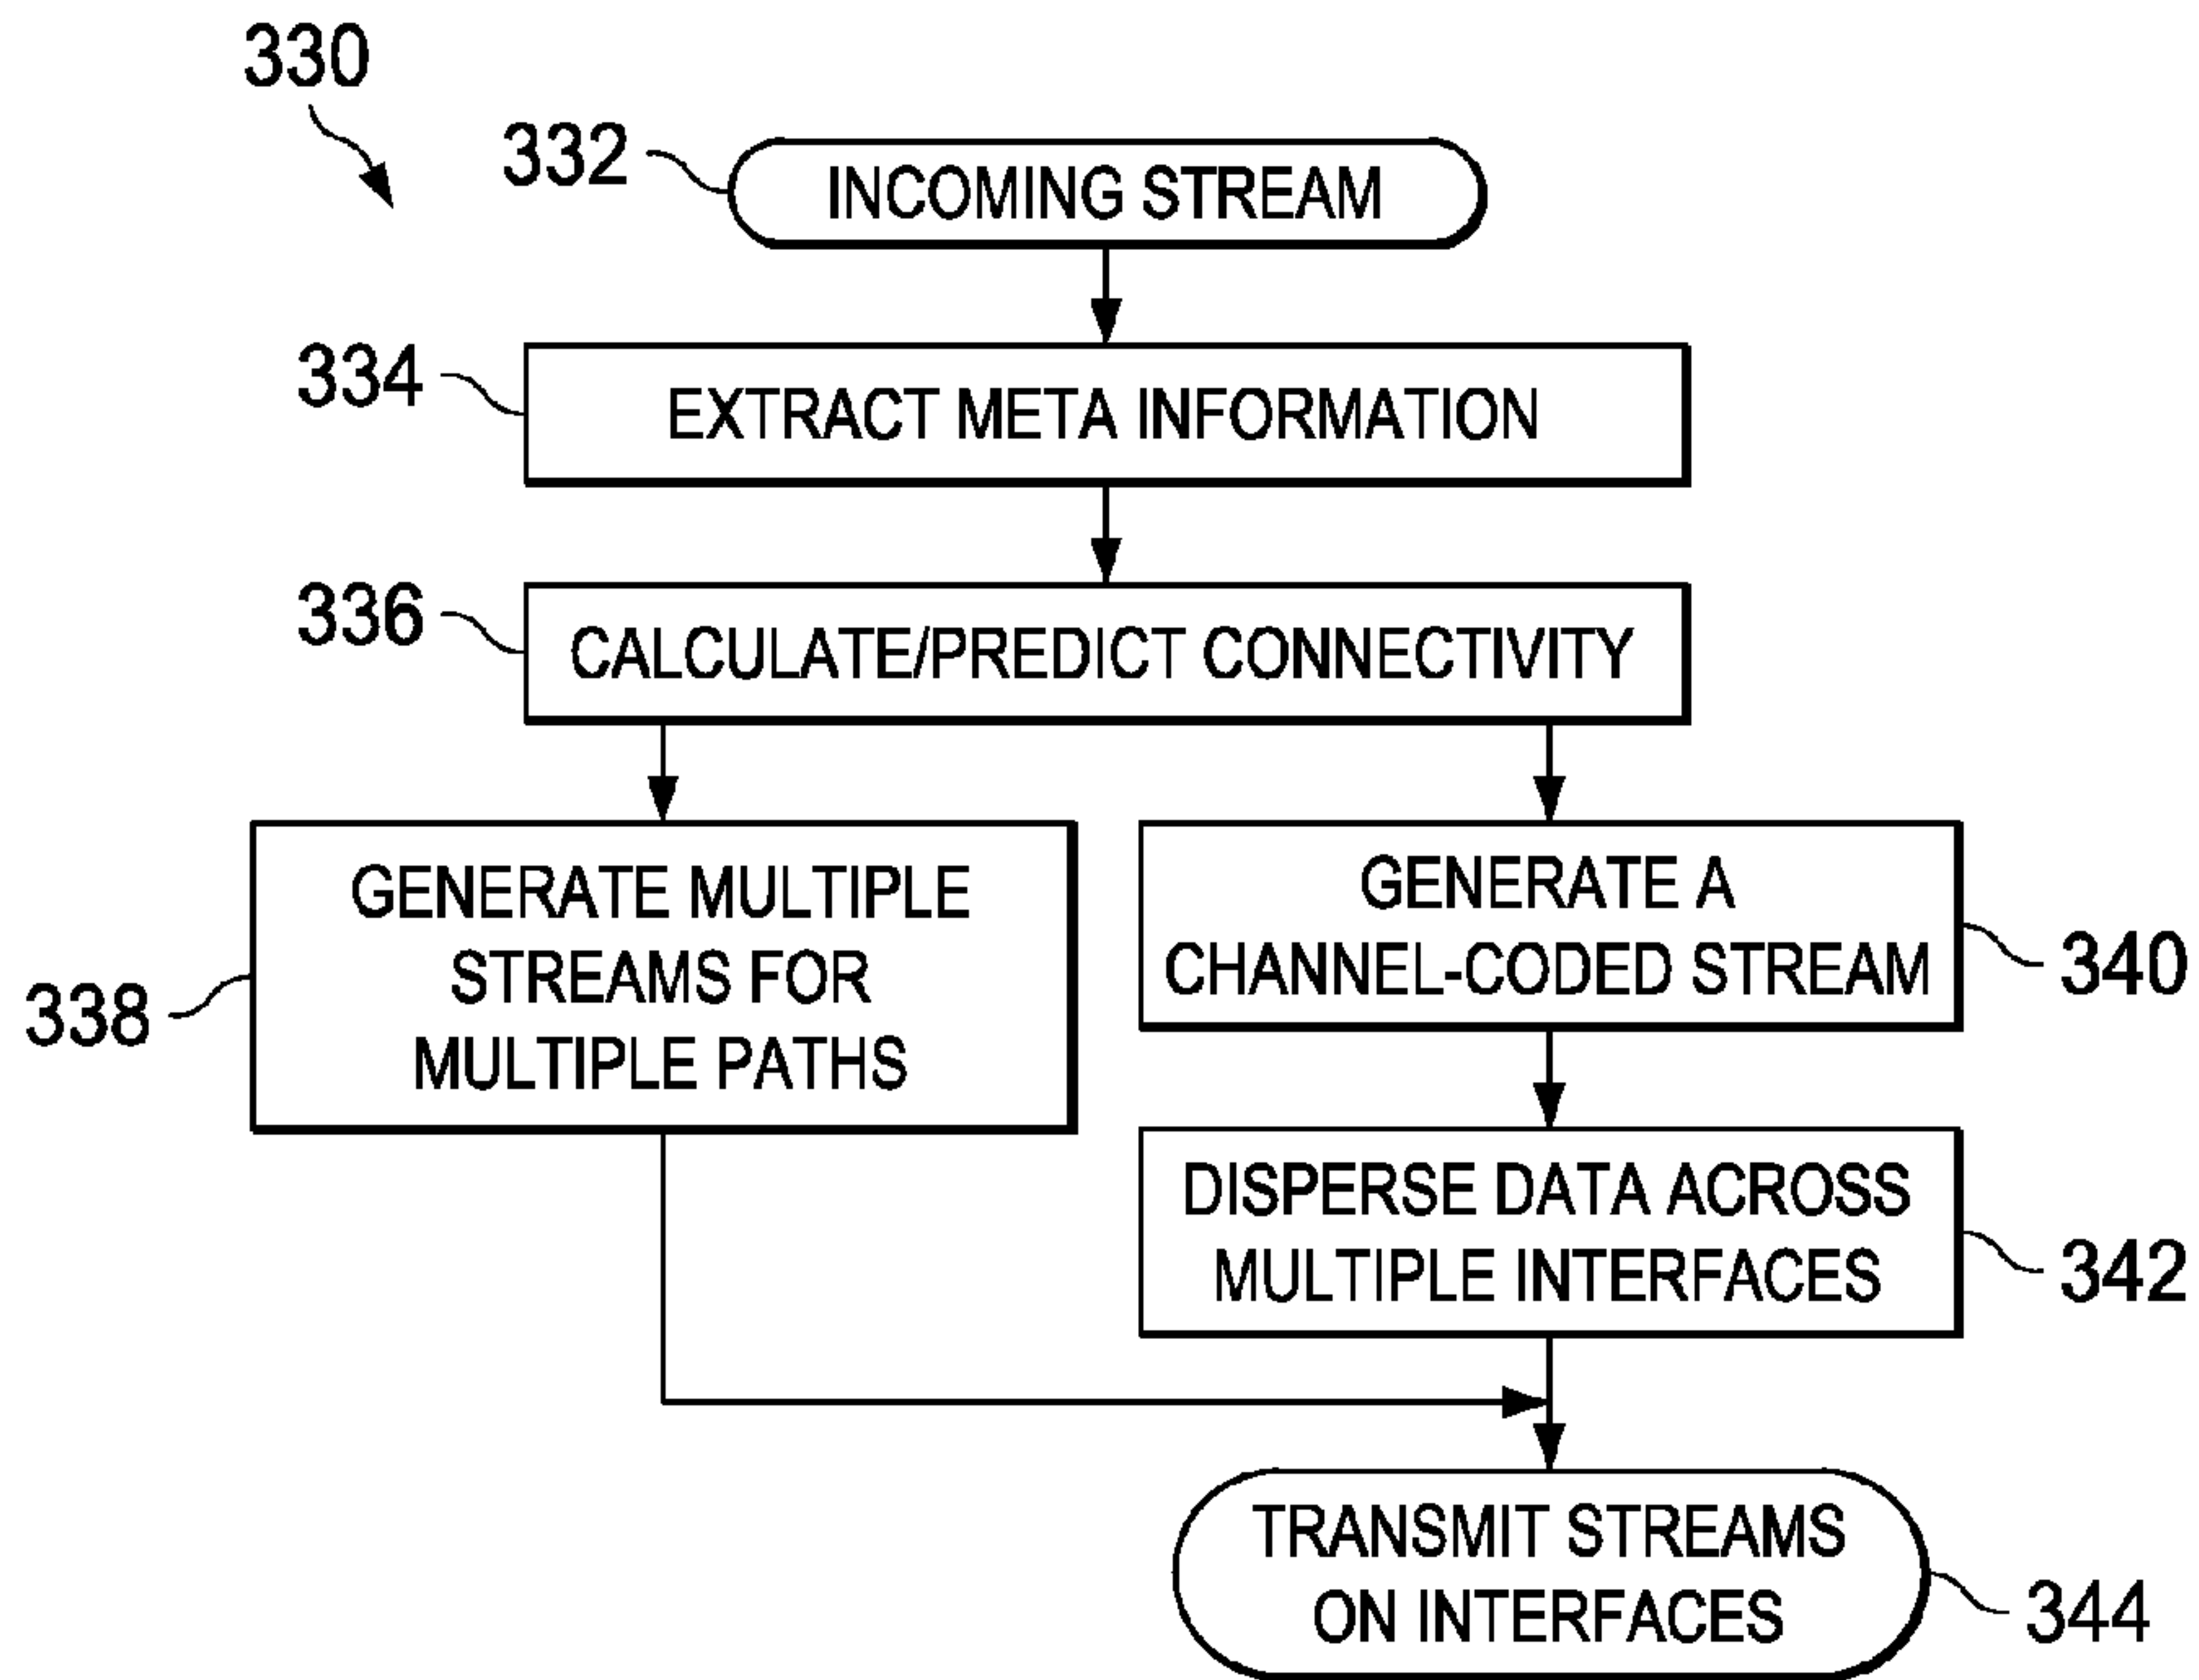 330
332
INCOMING STREAM
334
EXTRACT META INFORMATION
336
CALCULATE/PREDICT CONNECTIVITY
338
GENERATE MULTIPLE
STREAMS FOR
MULTIPLE PATHS
GENERATE A
CHANNEL-CODED STREAM
340
DISPERSE DATA ACROSS
MULTIPLE INTERFACES
342
TRANSMIT STREAMS
ON INTERFACES
344